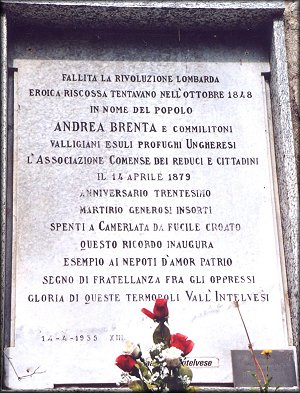 FALLITA LA RIVOLUZIONE LOMBARDA
EROICA RISCOSSA TENTAVANO NELL'OTTOBRE 1848
IN NOME DEL POPOLO
ANDREA BRENTA E COMMILITONI
VALLIGIANI ESULI PROFUGHI UNGHERESI
L'ASSOCIAZIONE COMENSE DEI REDUCI E CITTADINI
IL 14 APRILE 1879
ANNIVERSARIO TRENTESIMO
MARTIRIO GENEROSI INSORTI
SPENTI A CAMERLATA DA FUCILE CROATO
QUESTO RICORDO INAUGURA
ESEMPIO AI NEPOTI D'AMOR PATRIO
SEGNO DI FRATELLANZA FRA GLI OPPRESSI
GLORIA DI QUESTE TERMOPOLI VALL'INTELVESI
14-4-1935 XIII